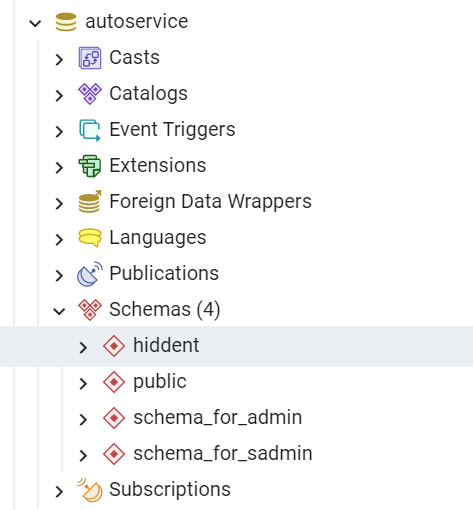 autoservice
Casts
Catalogs
Event Triggers
Extensions
Foreign Data Wrappers
Languages
Publications
Schemas (4)
hiddent
public
schema_for_admin
schema_for_sadmin
Subscriptions